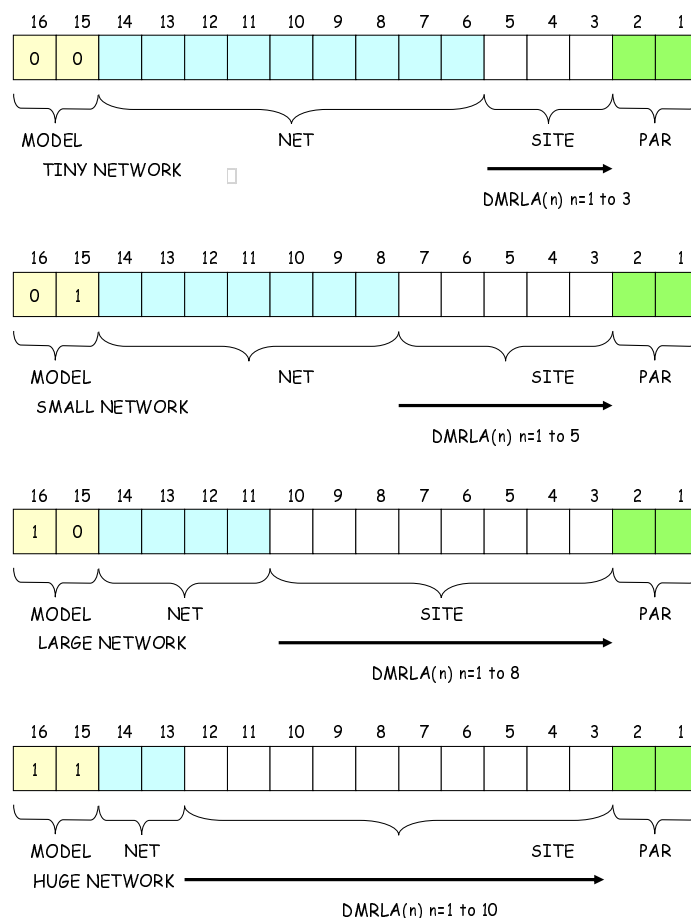 16 15 14 13 12 11 10 9 8 7 6 5 4 3 2 1
0 0
MODEL NET SITE PAR
TINY NETWORK
DMRLA(n) n=1 to 3
16 15 14 13 12 11 10 9 8 7 6 5 4 3 2 1
0 1
MODEL NET SITE PAR
SMALL NETWORK
DMRLA(n) n=1 to 5
16 15 14 13 12 11 10 9 8 7 6 5 4 3 2 1
1 0
MODEL NET SITE PAR
LARGE NETWORK
DMRLA(n) n=1 to 8
16 15 14 13 12 11 10 9 8 7 6 5 4 3 2 1
1 1
MODEL NET SITE PAR
HUGE NETWORK
DMRLA(n) n=1 to 10